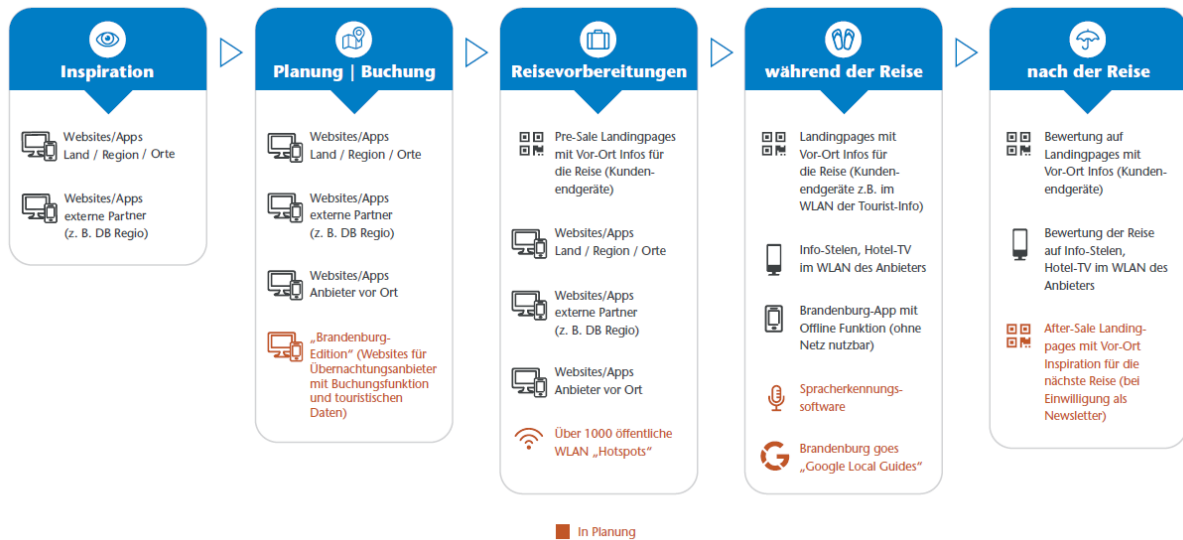 Inspiration
Websites/Apps
Land / Region / Orte
Websites/Apps
externe Partner
(z. B. DB Regio)
Planung | Buchung
Websites/Apps
Land / Region / Orte
Websites/Apps
externe Partner
(z. B. DB Regio)
Websites/Apps
Anbieter vor Ort
„Brandenburg-
Edition“ (Websites für
Übernachtungsanbieter
mit Buchungsfunktion
und touristischen
Daten)
Reisevorbereitungen
Pre-Sale Landingpages
mit Vor-Ort Infos für
die Reise (Kunden-
endgeräte)
Websites/Apps
Land / Region / Orte
Websites/Apps
externe Partner
(z. B. DB Regio)
Websites/Apps
Anbieter vor Ort
Über 1000 öffentliche
WLAN „Hotspots“
während der Reise
Landingpages mit
Vor-Ort Infos für
die Reise (Kunden-
endgeräte z.B. im
WLAN der Tourist-Info)
Info-Stelen, Hotel-TV
im WLAN des Anbieters
Brandenburg-App mit
Offline Funktion (ohne
Netz nutzbar)
Spracherkennungs-
software
Brandenburg goes
„Google Local Guides“
nach der Reise
Bewertung auf
Landingpages mit
Vor-Ort Infos (Kunden-
endgeräte)
Bewertung der Reise
auf Info-Stelen,
Hotel-TV im WLAN des
Anbieters
After-Sale Landing-
pages mit Vor-Ort
Inspiration für die
nächste Reise (bei
Einwilligung als
Newsletter)
In Planung